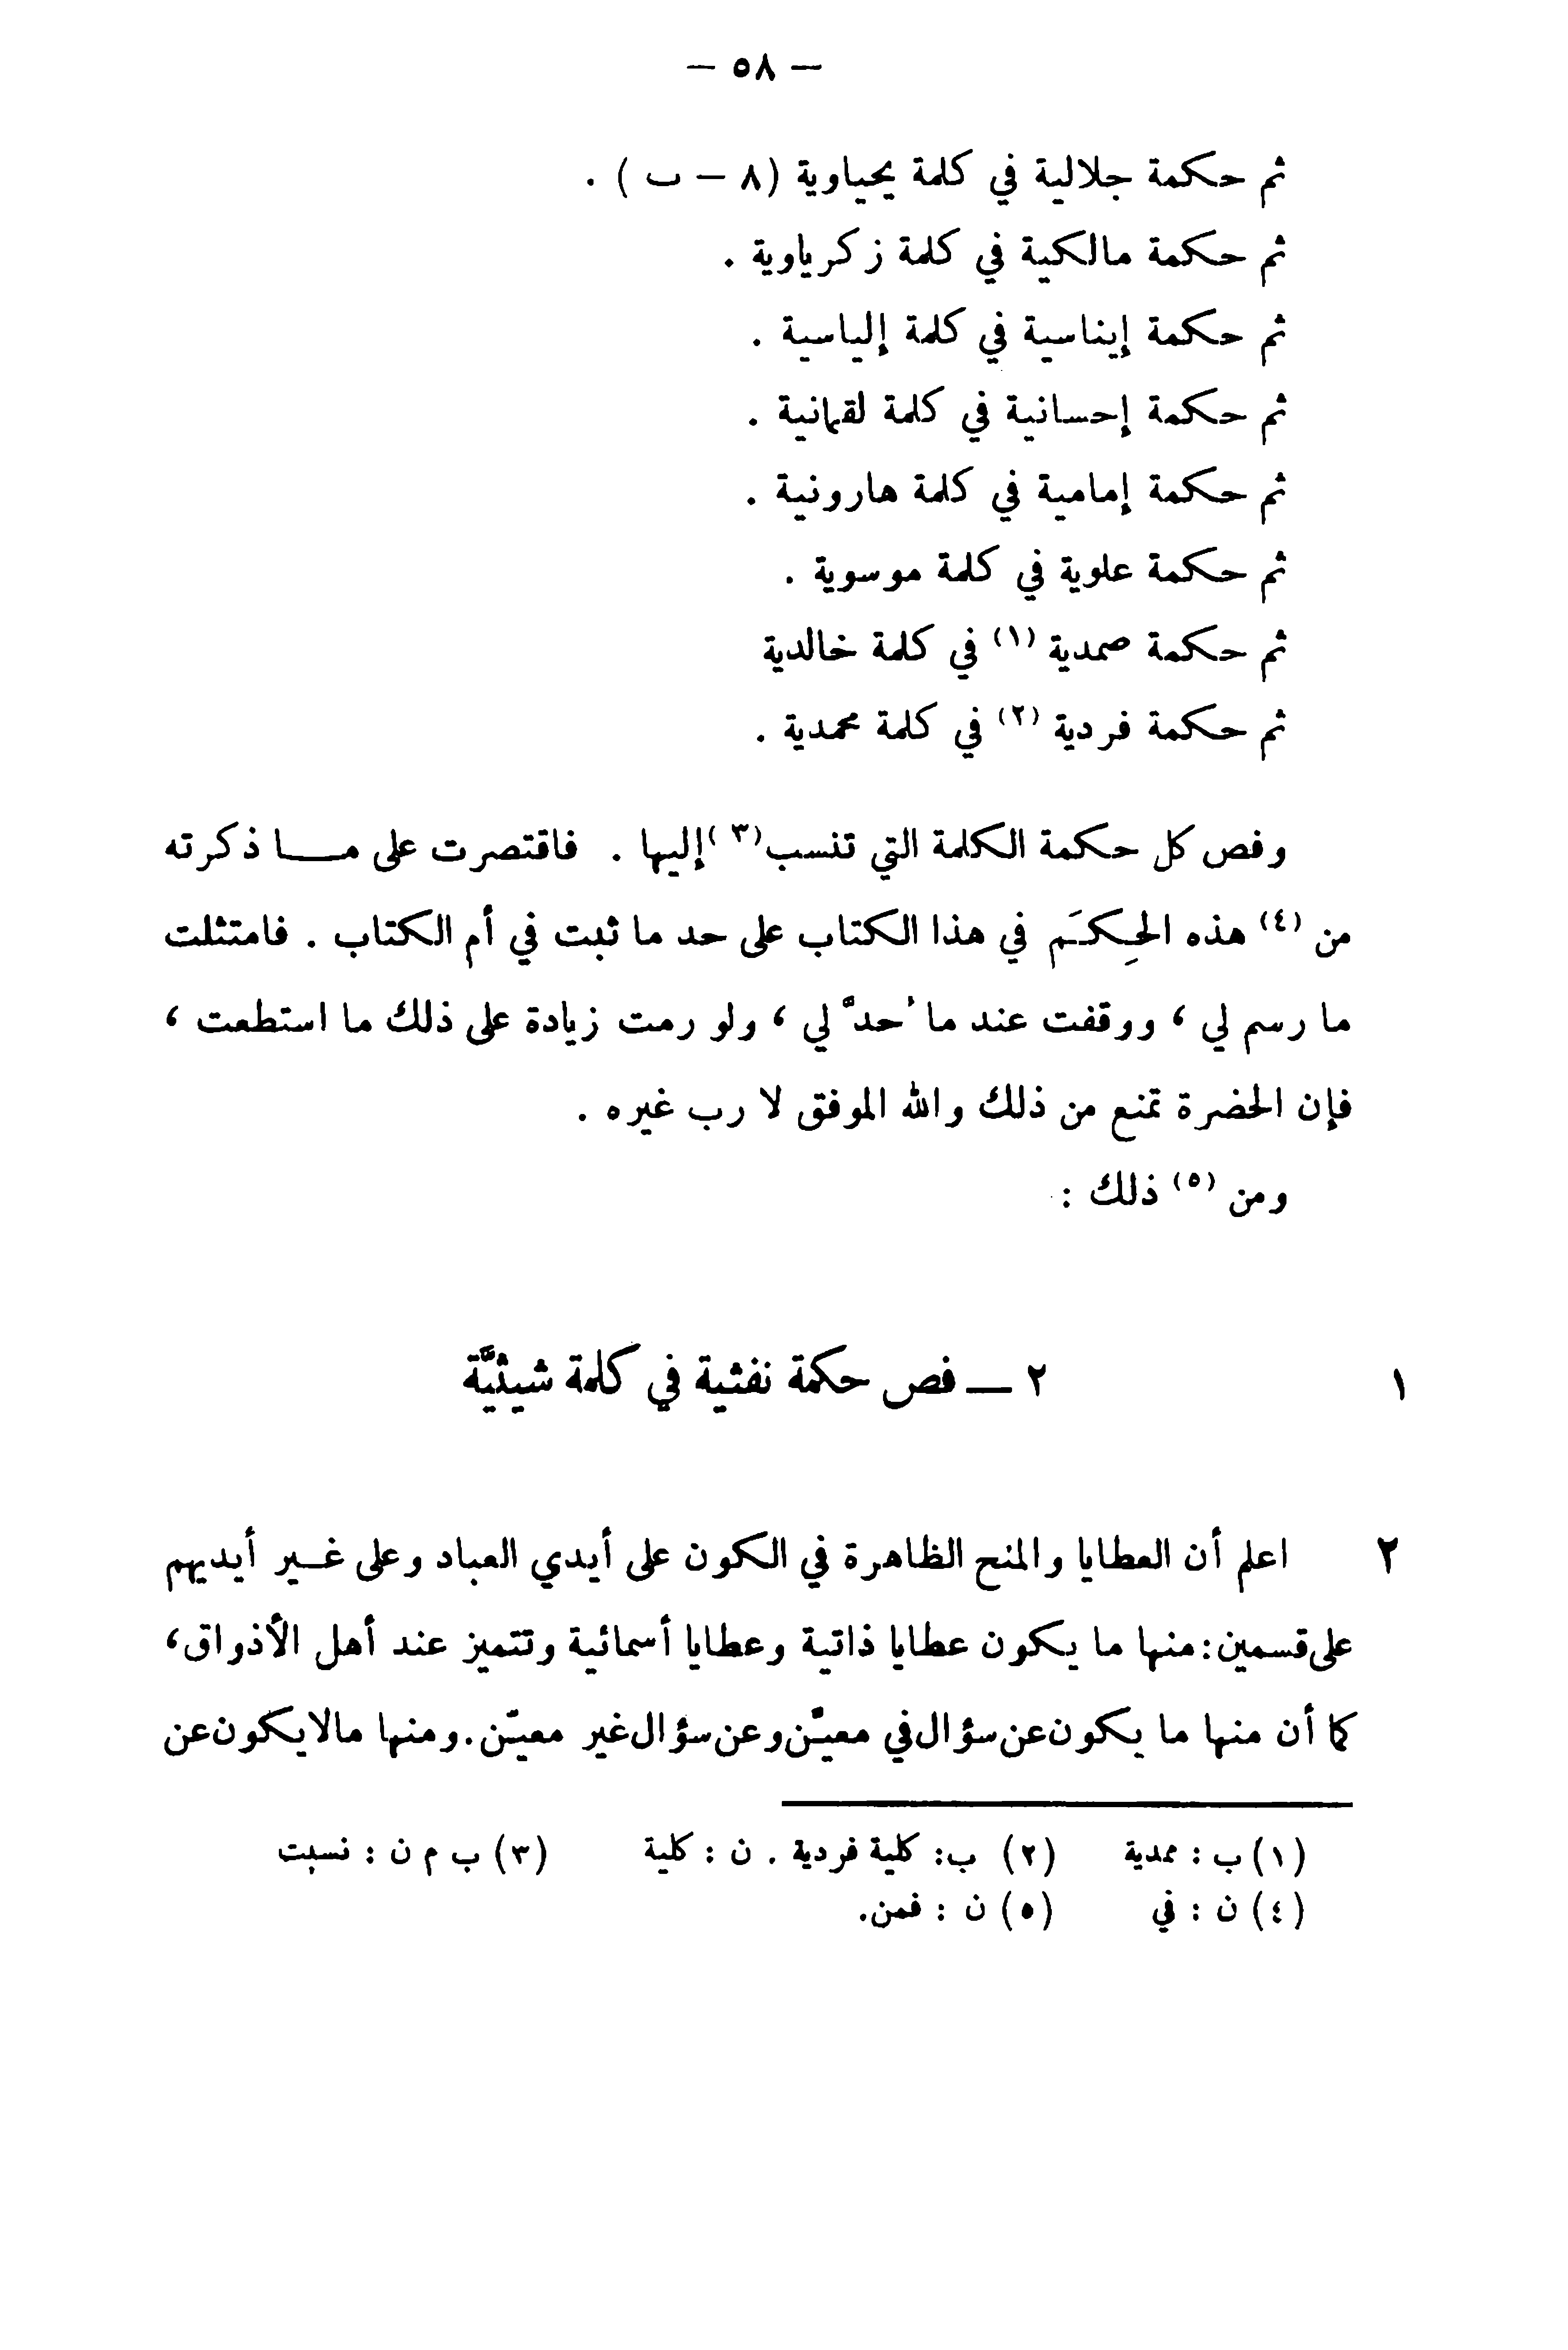 — ٥٨ —
ثم حكمة جلالية في كلمة يحياوية (٨ – ب ) .
ثم حكمة مالكية في كلمة زكرياوية .
ثم حكمة إيناسية في كلمة إلياسية .
ثم حكمة إحسانية في كلمة لقمانية .
ثم حكمة إمامية في كلمة هارونية .
ثم حكمة علوية في كلمة موسوية .
ثم حكمة صمدية (١) في كلمة خالدية
ثم حكمة فردية (٢) في كلمة محمدية .
وفص كل حكمة الكلمة التي تنسب(٣) إليها . فاقتصرت على مـــا ذكرته
من (٤) هذه الحِكَم في هذا الكتاب على حد ما ثبت في أم الكتاب . فامتثلت
ما رسم لي ، ووقفت عند ما حُدَّ لي ، ولو رمت زيادة على ذلك ما استطعت ،
فإن الحضرة تمنع من ذلك والله الموفق لا رب غيره .
ومن (٥) ذلك :
١ ٢ — فص حكمة نفثية في كلمة شيثيَّة
٢ اعلم أن العطايا والمنح الظاهرة في الكون على أيدي العباد وعلى غـير أيديهم
على قسمين: منها ما يكون عطايا ذاتية وعطايا أسمائية وتتميز عند أهل الأذواق،
كما أن منها ما يكون عن سؤال في معيَّن وعن سؤال غير معيَّن. ومنها مالا يكون عن
(١) ب : ممدية (٢) ب: كلية فردية . ن : كلية (٣) ب م ن : نسبت
(٤) ن : في (٥) ن : فمن.